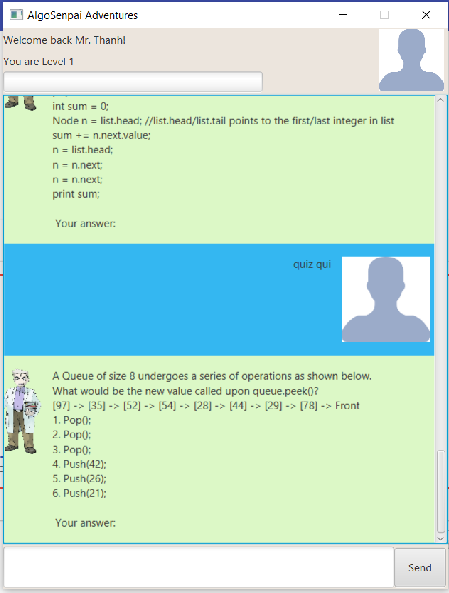 AlgoSenpai Adventures
Welcome back Mr. Thanh!
You are Level 1
int sum = 0;
Node n = list.head; //list.head/list.tail points to the first/last integer in list
sum += n.next.value;
n = list.head;
n = n.next;
n = n.next;
print sum;
Your answer:
quiz qui
A Queue of size 8 undergoes a series of operations as shown below.
What would be the new value called upon queue.peek()?
[97] -> [35] -> [52] -> [54] -> [28] -> [44] -> [29] -> [78] -> Front
1. Pop();
2. Pop();
3. Pop();
4. Push(42);
5. Push(26);
6. Push(21);
Your answer:
Send